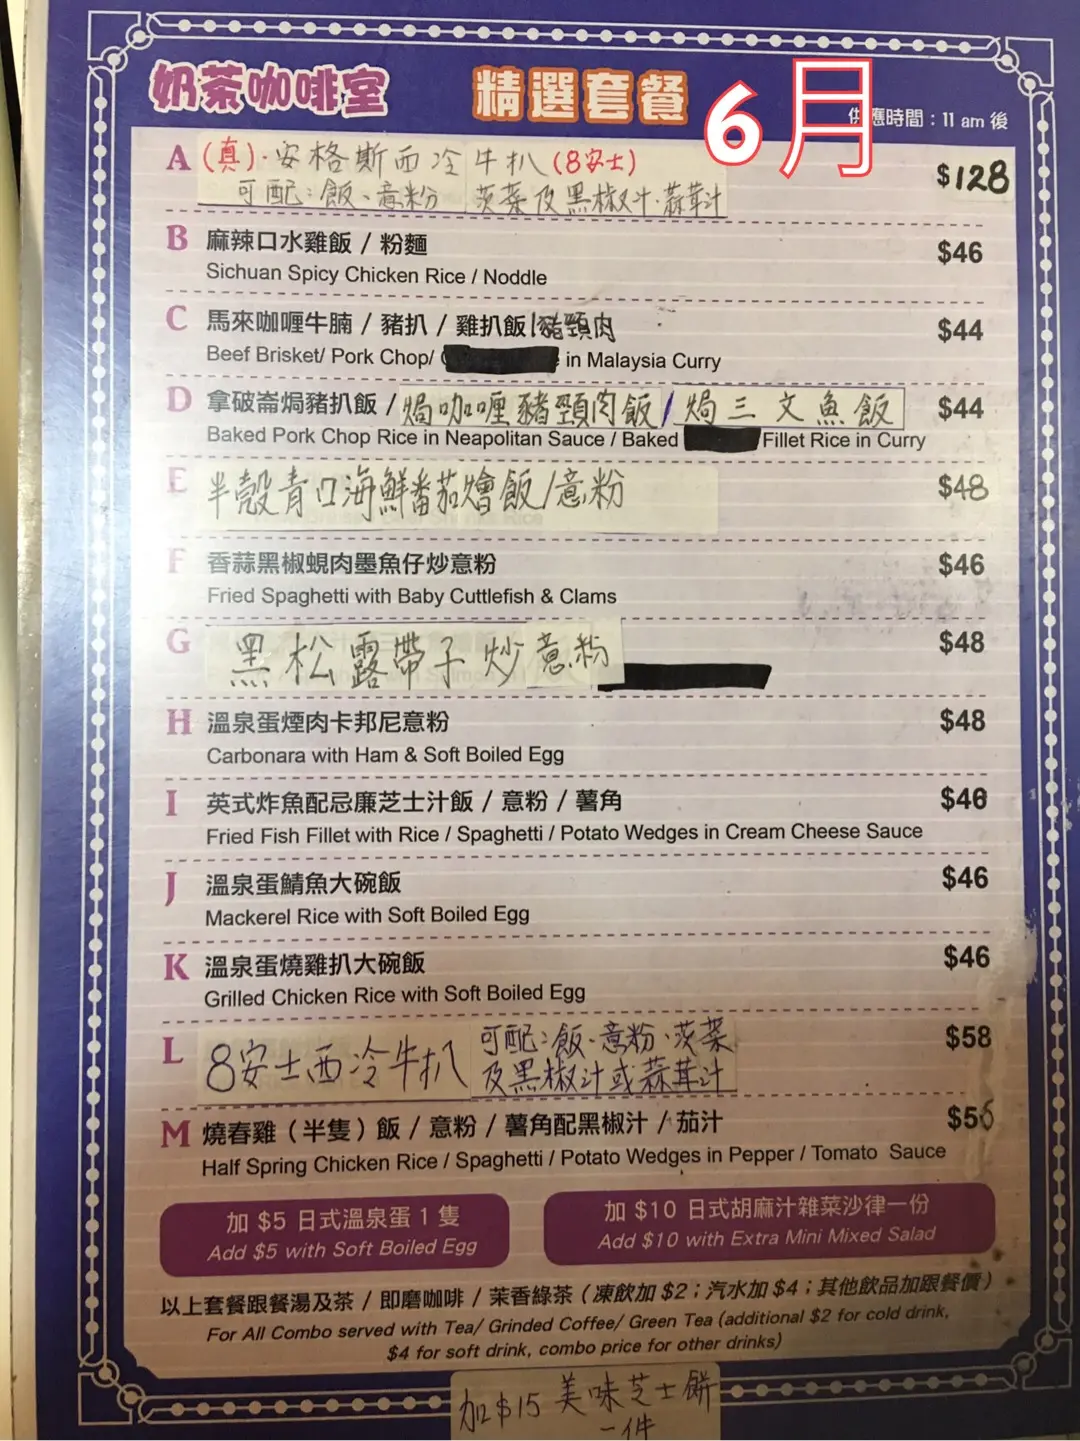 奶茶咖啡室 精選套餐 6月 供應時間：11 am 後
A (真)·安格斯西冷牛扒(8安士) $128
可配：飯、意粉 茨菜及黑椒汁·蒜茸汁
B 麻辣口水雞飯 / 粉麵 $46
Sichuan Spicy Chicken Rice / Noddle
C 馬來咖喱牛腩 / 豬扒 / 雞扒飯/豬頸肉 $44
Beef Brisket/ Pork Chop/ in Malaysia Curry
D 拿破崙焗豬扒飯 / 焗咖喱豬頸肉飯/焗三文魚飯 $44
Baked Pork Chop Rice in Neapolitan Sauce / Baked Fillet Rice in Curry
E 半殼青口海鮮番茄燴飯/意粉 $48
F 香蒜黑椒蜆肉墨魚仔炒意粉 $46
Fried Spaghetti with Baby Cuttlefish & Clams
G 黑松露帶子炒意粉 $48
H 溫泉蛋煙肉卡邦尼意粉 $48
Carbonara with Ham & Soft Boiled Egg
I 英式炸魚配忌廉芝士汁飯 / 意粉 / 薯角
Fried Fish Fillet with Rice / Spaghetti / Potato Wedges in Cream Cheese Sauce
J 溫泉蛋鯖魚大碗飯 $46
Mackerel Rice with Soft Boiled Egg
K 溫泉蛋燒雞扒大碗飯 $46
Grilled Chicken Rice with Soft Boiled Egg
L 8安士西冷牛扒 可配：飯、意粉、茨菜 $58
及黑椒汁或蒜茸汁
M 燒春雞（半隻）飯 / 意粉 / 薯角配黑椒汁 / 茄汁
Half Spring Chicken Rice / Spaghetti / Potato Wedges in Pepper / Tomato Sauce
加 $5 日式溫泉蛋 1 隻
Add $5 with Soft Boiled Egg
加 $10 日式胡麻汁雜菜沙律一份
Add $10 with Extra Mini Mixed Salad
以上套餐跟餐湯及茶 / 即磨咖啡 / 茉香綠茶（凍飲加 $2；汽水加 $4；其他飲品加跟餐價）
For All Combo served with Tea/ Grinded Coffee/ Green Tea (additional $2 for cold drink,
$4 for soft drink, combo price for other drinks)
加$15 美味芝士餅
一件